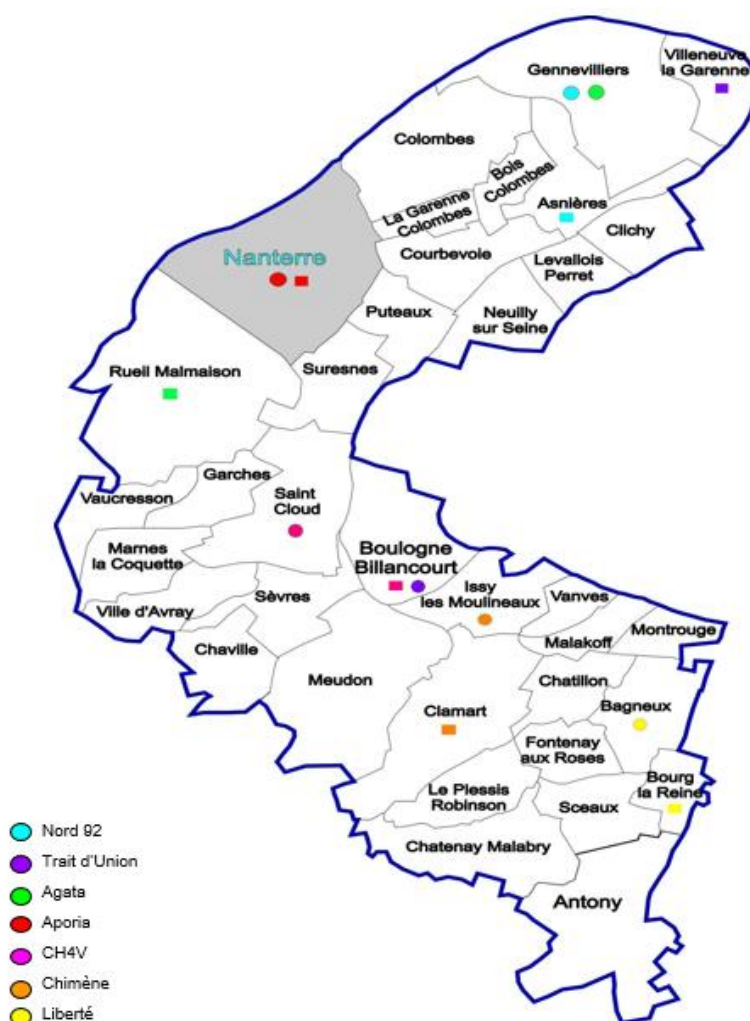 Villeneuve
la Garenne
Gennevilliers
Colombes
Bois
Colombes
La Garenne
Colombes
Asnières
Clichy
Nanterre
Courbevoie
Levallois
Perret
Puteaux
Neuilly
sur Seine
Rueil Malmaison
Suresnes
Garches
Vaucresson
Saint
Cloud
Marnes
la Coquette
Boulogne
Billancourt
Issy
les Moulineaux
Vanves
Ville d'Avray
Sèvres
Malakoff
Montrouge
Chaville
Meudon
Chatillon
Clamart
Bagneux
Fontenay
aux Roses
Bourg
la Reine
Le Plessis
Robinson
Sceaux
Chatenay Malabry
Antony
Nord 92
Trait d'Union
Agata
Aporia
CH4V
Chimène
Liberté